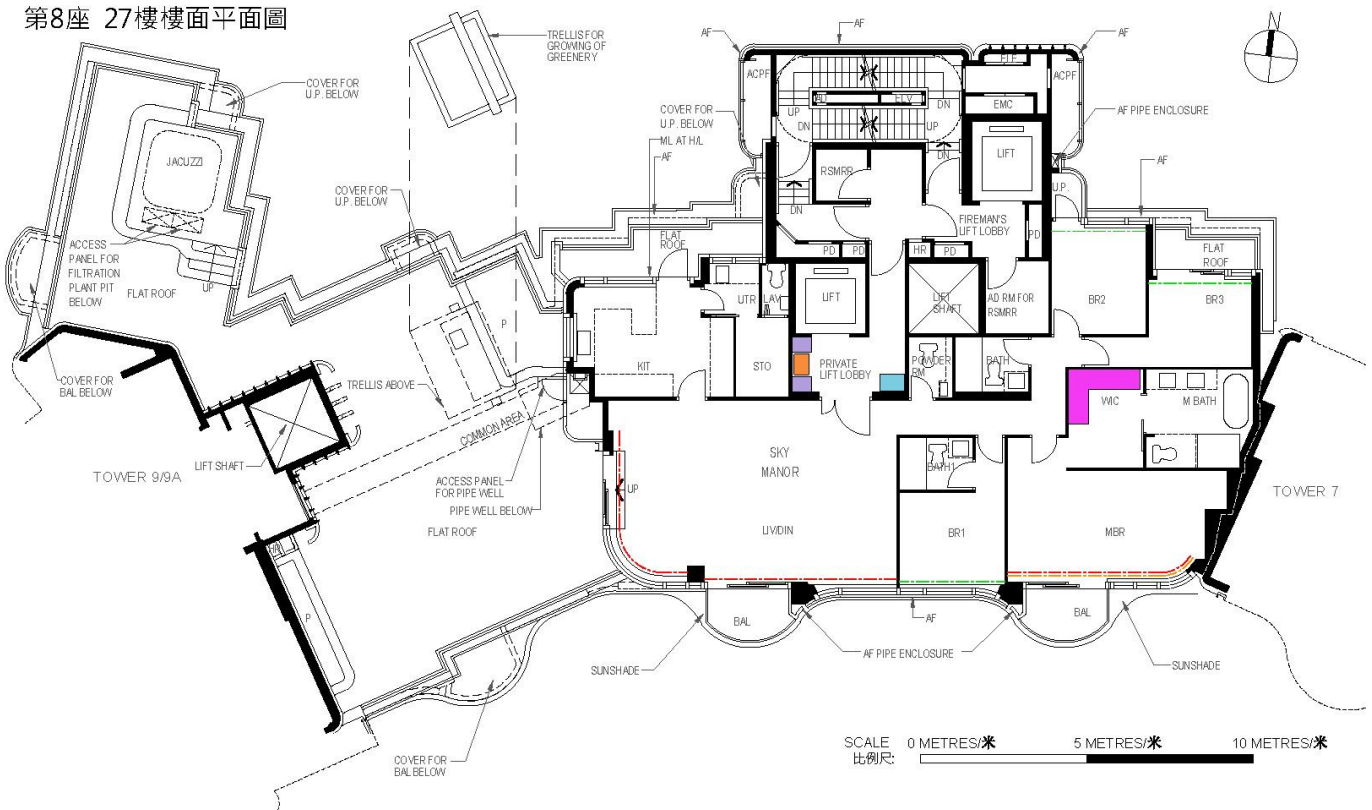 第8座 27樓樓面平面圖
TRELLIS FOR
GROWING OF
GREENERY
AF
AF
AF
N
COVER FOR
U.P. BELOW
ACPF
ELE
ACPF
COVER FOR
U.P. BELOW
ML AT H/L
AF
UP
DN
ELV
DN
UP
DN
EMC
AF PIPE ENCLOSURE
JACUZZI
LIFT
AF
RSMRR
DN
U.P.
COVER FOR
U.P. BELOW
DN
FIREMAN'S
LIFT LOBBY
PD
ACCESS
PANEL FOR
FILTRATION
PLANT PIT
BELOW
FLAT ROOF
UP
FLAT
ROOF
PD
PD
HR
PD
FLAT
ROOF
UTR
LAV
LIFT
LIFT
SHAFT
AD RM FOR
RSMRR
BR2
BR3
P
KIT
STO
PRIVATE
LIFT LOBBY
POWDER
RM
BATH
COVER FOR
BAL BELOW
TRELLIS ABOVE
WIC
M BATH
COMMON AREA
TOWER 9/9A
LIFT SHAFT
SKY
MANOR
BATH1
ACCESS PANEL
FOR PIPE WELL
UP
TOWER 7
PIPE WELL BELOW
FLAT ROOF
LIV/DIN
BR1
MBR
P
BAL
AF
BAL
AF PIPE ENCLOSURE
SUNSHADE
SUNSHADE
COVER FOR
BAL BELOW
SCALE 0 METRES/米 5 METRES/米 10 METRES/米
比例尺: